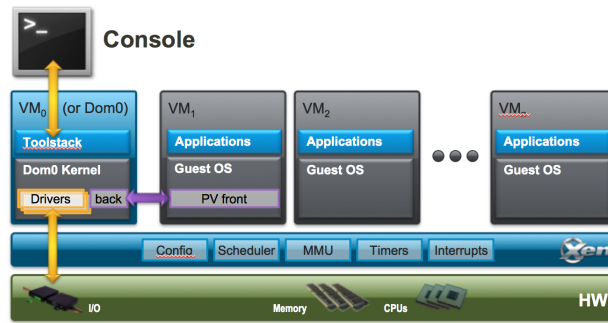 >_
Console
VM0 (or Dom0)
VM1
VM2
VMn
Toolstack
Applications
Applications
Applications
Dom0 Kernel
Guest OS
Guest OS
Guest OS
Drivers
back
PV front
Config
Scheduler
MMU
Timers
Interrupts
Xen
I/O
Memory
CPUs
HW